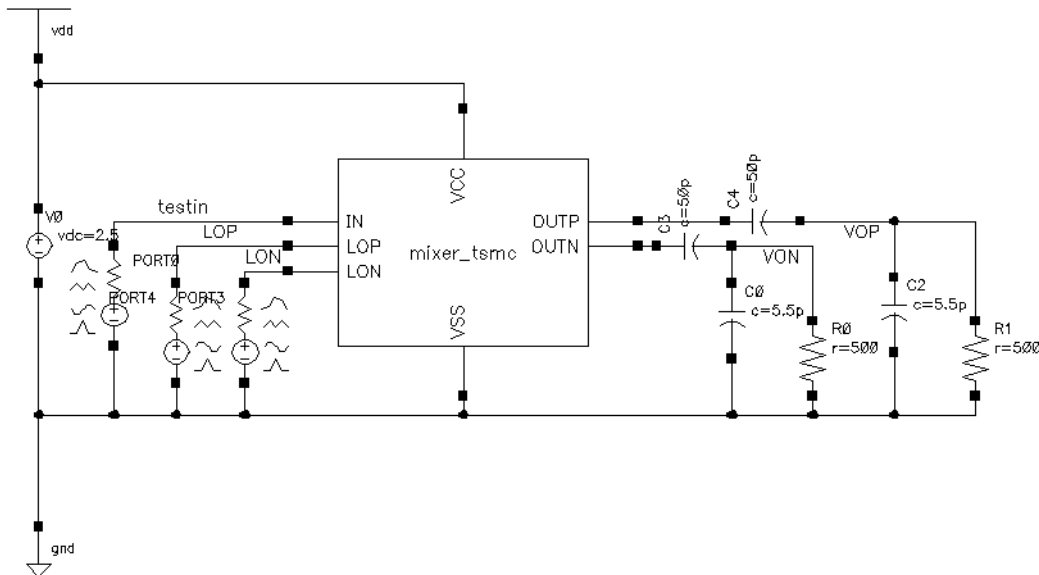 vdd
V0
vdc=2.5
testin
LOP
LON
PORT0
PORT4
PORT3
IN
LOP
LON
VCC
VSS
mixer_tsmc
OUTP
OUTN
C3
c=50p
C4
c=50p
VOP
VON
C0
c=5.5p
R0
r=500
C2
c=5.5p
R1
r=500
gnd